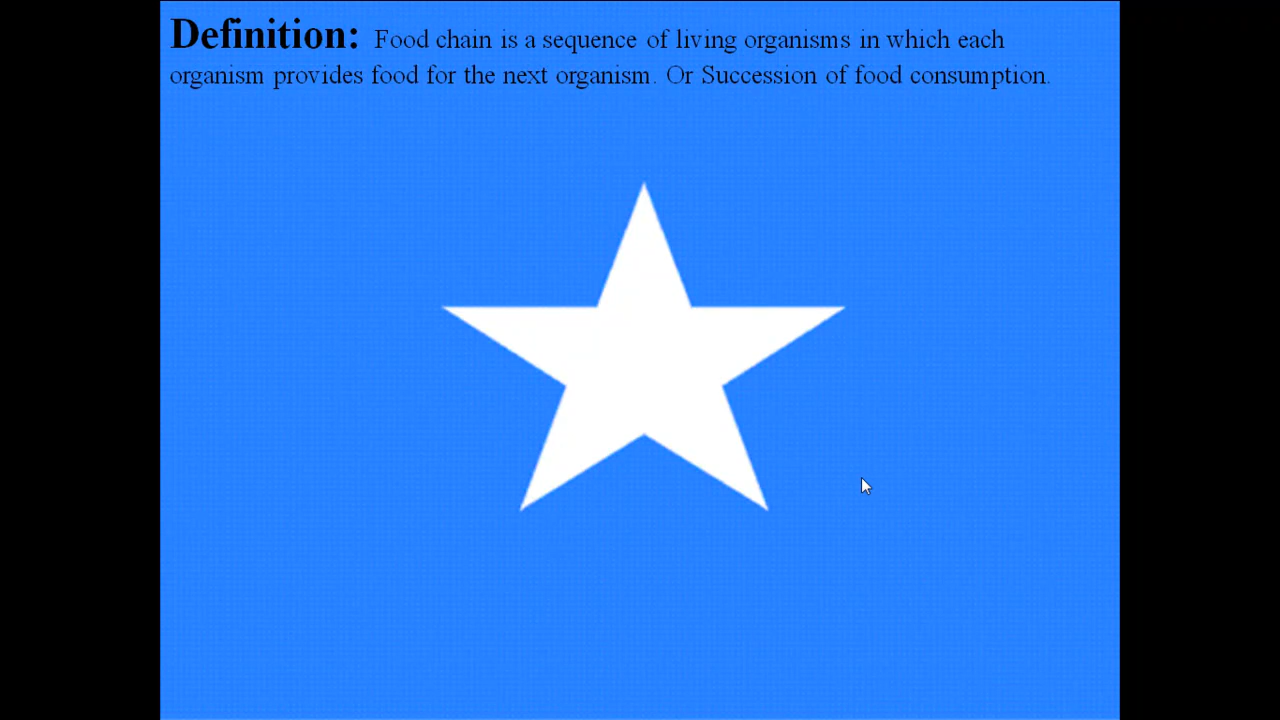 Definition: Food chain is a sequence of living organisms in which each
organism provides food for the next organism. Or Succession of food consumption.